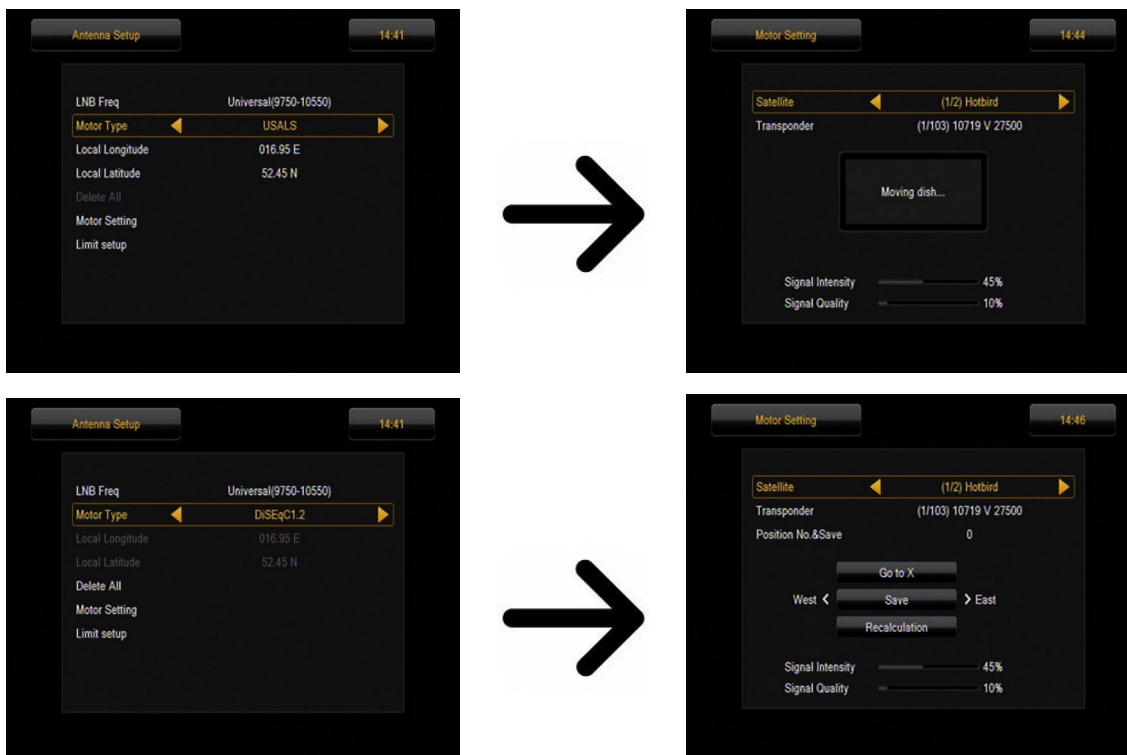 Antenna Setup 14:41
LNB Freq Universal(9750-10550)
Motor Type USALS
Local Longitude 016.95 E
Local Latitude 52.45 N
Delete All
Motor Setting
Limit setup
Motor Setting 14:44
Satellite (1/2) Hotbird
Transponder (1/103) 10719 V 27500
Moving dish...
Signal Intensity 45%
Signal Quality 10%
Antenna Setup 14:41
LNB Freq Universal(9750-10550)
Motor Type DiSEqC1.2
Local Longitude 016.95 E
Local Latitude 52.45 N
Delete All
Motor Setting
Limit setup
Motor Setting 14:46
Satellite (1/2) Hotbird
Transponder (1/103) 10719 V 27500
Position No.&Save 0
Go to X
West < Save > East
Recalculation
Signal Intensity 45%
Signal Quality 10%